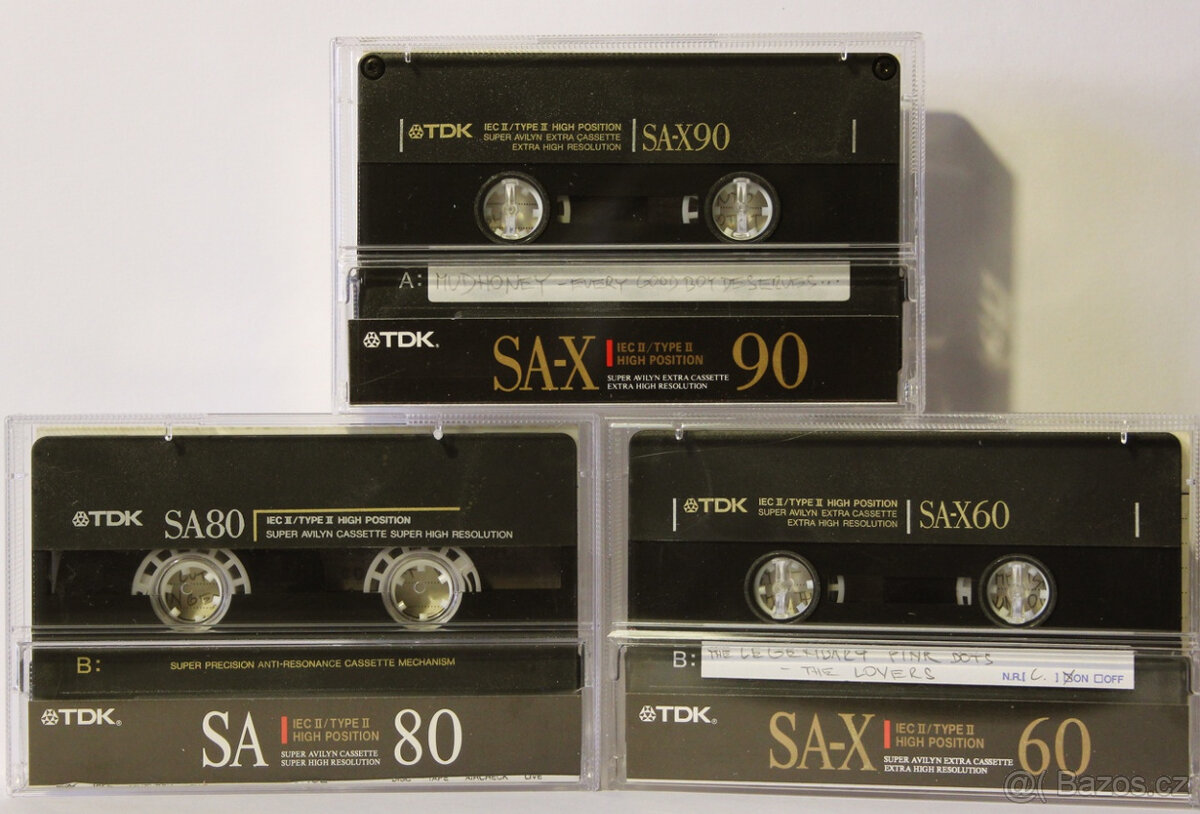 TDK IEC II/TYPE II HIGH POSITION SA-X90
SUPER AVILYN EXTRA CASSETTE
EXTRA HIGH RESOLUTION
A: MUDHONEY - EVERY GOOD BOY DESERVES...
TDK. SA-X IEC II/TYPE II HIGH POSITION 90
SUPER AVILYN EXTRA CASSETTE
EXTRA HIGH RESOLUTION
TDK SA80 IEC II/TYPE II HIGH POSITION
SUPER AVILYN CASSETTE SUPER HIGH RESOLUTION
B: SUPER PRECISION ANTI-RESONANCE CASSETTE MECHANISM
TDK. SA IEC II/TYPE II HIGH POSITION 80
SUPER AVILYN CASSETTE
SUPER HIGH RESOLUTION
DISC TAPE AIRCHECK LIVE
TDK IEC II/TYPE II HIGH POSITION SA-X60
SUPER AVILYN EXTRA CASSETTE
EXTRA HIGH RESOLUTION
B: THE LEGENDARY PINK DOTS
- THE LOVERS
N.R.[ C. ] ON OFF
TDK. SA-X IEC II/TYPE II HIGH POSITION 60
SUPER AVILYN EXTRA CASSETTE
EXTRA HIGH RESOLUTION
@( Bazos.cz